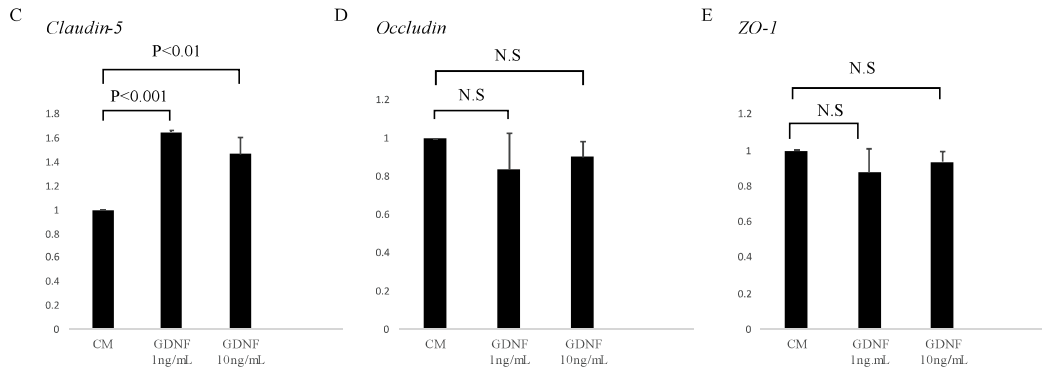 C
Claudin-5
P<0.01
P<0.001
1.8
1.6
1.4
1.2
1
0.8
0.6
0.4
0.2
0
CM
GDNF
1ng/mL
GDNF
10ng/mL
D
Occludin
N.S
N.S
1.2
1
0.8
0.6
0.4
0.2
0
CM
GDNF
1ng/mL
GDNF
10ng/mL
E
ZO-1
N.S
N.S
1.2
1
0.8
0.6
0.4
0.2
0
CM
GDNF
1ng.mL
GDNF
10ng/mL